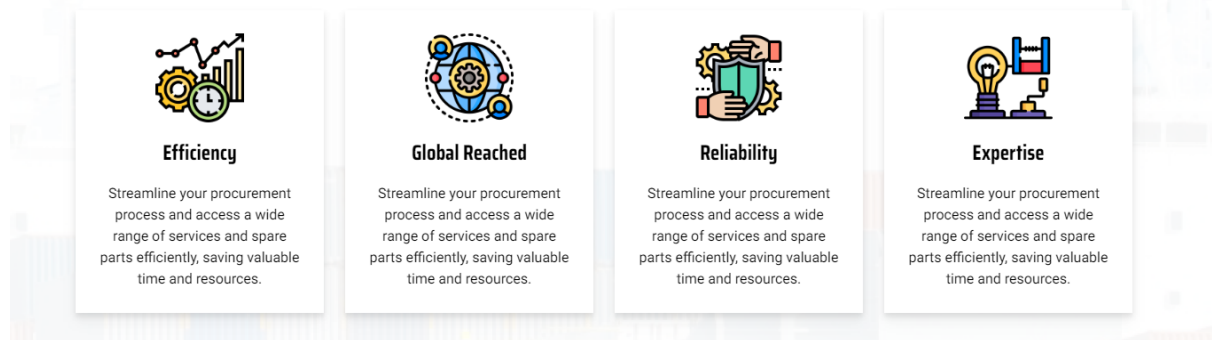 Efficiency
Streamline your procurement
process and access a wide
range of services and spare
parts efficiently, saving valuable
time and resources.
Global Reached
Streamline your procurement
process and access a wide
range of services and spare
parts efficiently, saving valuable
time and resources.
Reliability
Streamline your procurement
process and access a wide
range of services and spare
parts efficiently, saving valuable
time and resources.
Expertise
Streamline your procurement
process and access a wide
range of services and spare
parts efficiently, saving valuable
time and resources.